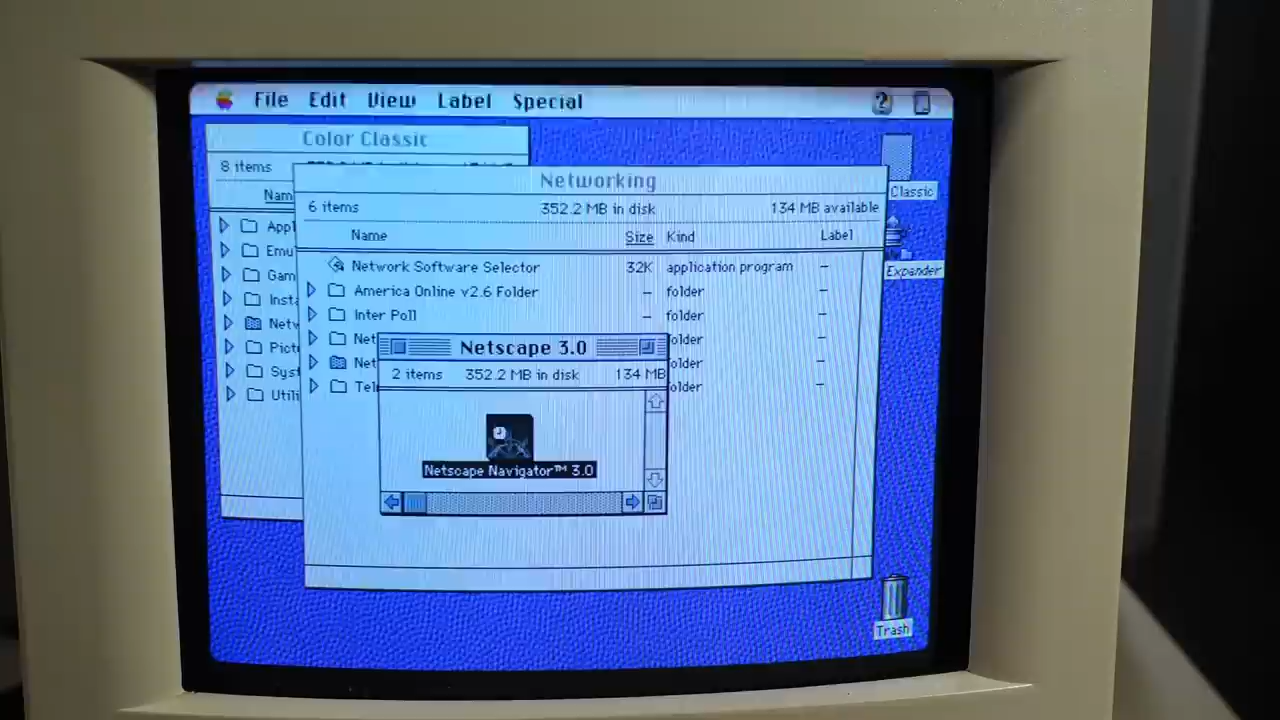 File Edit View Label Special
Color Classic
8 items
Networking
6 items 352.2 MB in disk 134 MB available
Name Size Kind Label
Network Software Selector 32K application program –
America Online v2.6 Folder – folder –
Inter Poll – folder –
Netscape 3.0
2 items 352.2 MB in disk 134 MB
Netscape Navigator™ 3.0
Classic
Expander
Trash